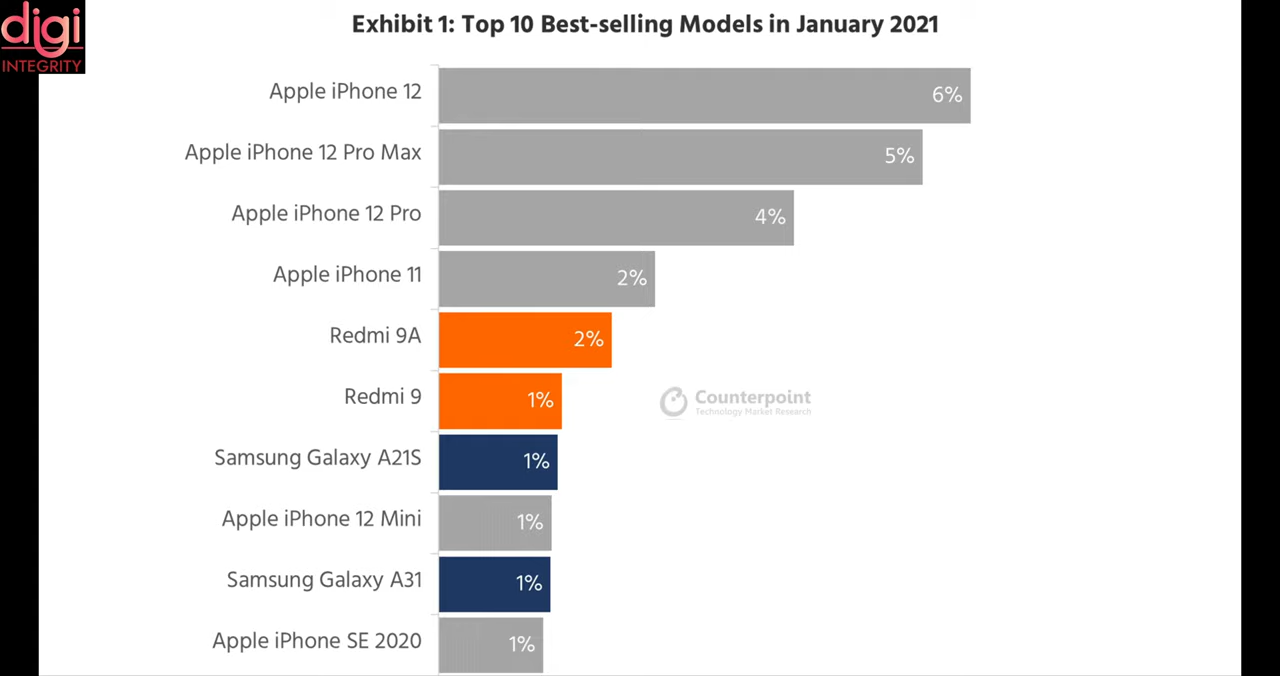 digi
INTEGRITY
Exhibit 1: Top 10 Best-selling Models in January 2021
Apple iPhone 12 6%
Apple iPhone 12 Pro Max 5%
Apple iPhone 12 Pro 4%
Apple iPhone 11 2%
Redmi 9A 2%
Redmi 9 1%
Counterpoint
Technology Market Research
Samsung Galaxy A21S 1%
Apple iPhone 12 Mini 1%
Samsung Galaxy A31 1%
Apple iPhone SE 2020 1%